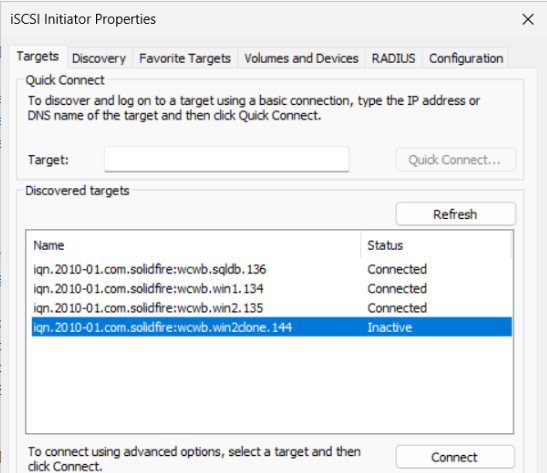 iSCSI Initiator Properties
Targets Discovery Favorite Targets Volumes and Devices RADIUS Configuration
Quick Connect
To discover and log on to a target using a basic connection, type the IP address or
DNS name of the target and then click Quick Connect.
Target:
Quick Connect...
Discovered targets
Refresh
Name Status
iqn.2010-01.com.solidfire:wcwb.sqldb.136 Connected
iqn.2010-01.com.solidfire:wcwb.win1.134 Connected
iqn.2010-01.com.solidfire:wcwb.win2.135 Connected
iqn.2010-01.com.solidfire:wcwb.win2clone.144 Inactive
To connect using advanced options, select a target and then
click Connect.
Connect